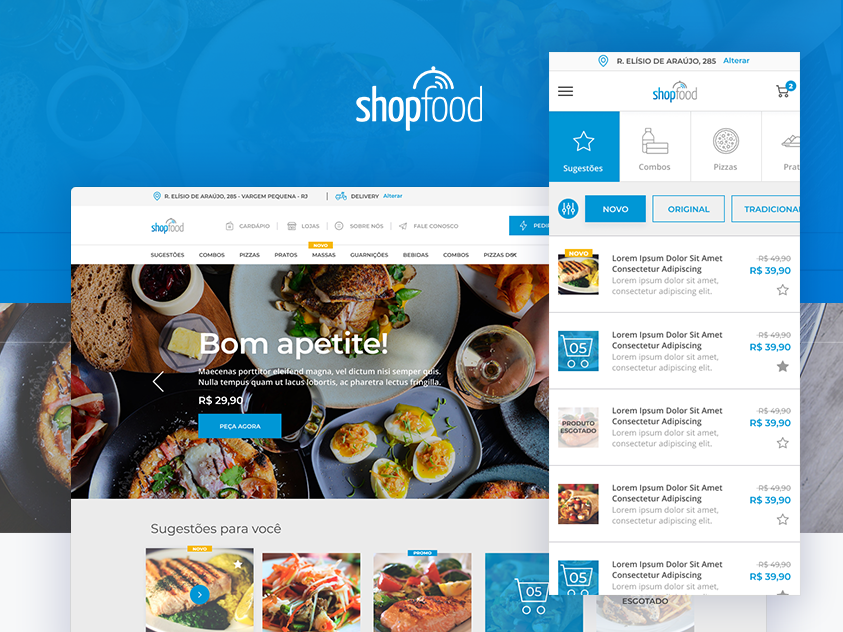 shopfood
R. ELÍSIO DE ARAÚJO, 285 - VARGEM PEQUENA - RJ
DELIVERY Alterar
shopfood
CARDÁPIO
LOJAS
SOBRE NÓS
FALE CONOSCO
NOVO
SUGESTÕES COMBOS PIZZAS PRATOS MASSAS GUARNIÇÕES BEBIDAS COMBOS
Bom apetite!
Maecenas porttitor eleifend magna, vel dictum nisi semper quis.
Nulla tempus quam ut lacus lobortis, ac pharetra lectus fringilla.
R$ 29,90
PEÇA AGORA
Sugestões para você
NOVO
PROMO
05
ESGOTADO
R. ELÍSIO DE ARAÚJO, 285 Alterar
shopfood
2
Sugestões
Combos
Pizzas
Prat
NOVO
ORIGINAL
TRADICIONA
NOVO
Lorem Ipsum Dolor Sit Amet
Consectetur Adipiscing
Lorem ipsum dolor sit amet,
consectetur adipiscing elit.
R$ 49,90
R$ 39,90
05
Lorem Ipsum Dolor Sit Amet
Consectetur Adipiscing
Lorem ipsum dolor sit amet,
consectetur adipiscing elit.
R$ 49,90
R$ 39,90
PRODUTO
ESGOTADO
Lorem Ipsum Dolor Sit Amet
Consectetur Adipiscing
Lorem ipsum dolor sit amet,
consectetur adipiscing elit.
R$ 49,90
R$ 39,90
Lorem Ipsum Dolor Sit Amet
Consectetur Adipiscing
Lorem ipsum dolor sit amet,
consectetur adipiscing elit.
R$ 49,90
R$ 39,90
05
Lorem Ipsum Dolor Sit Amet
Consectetur Adipiscing
Lorem ipsum dolor sit amet,
R$ 49,90
R$ 39,90